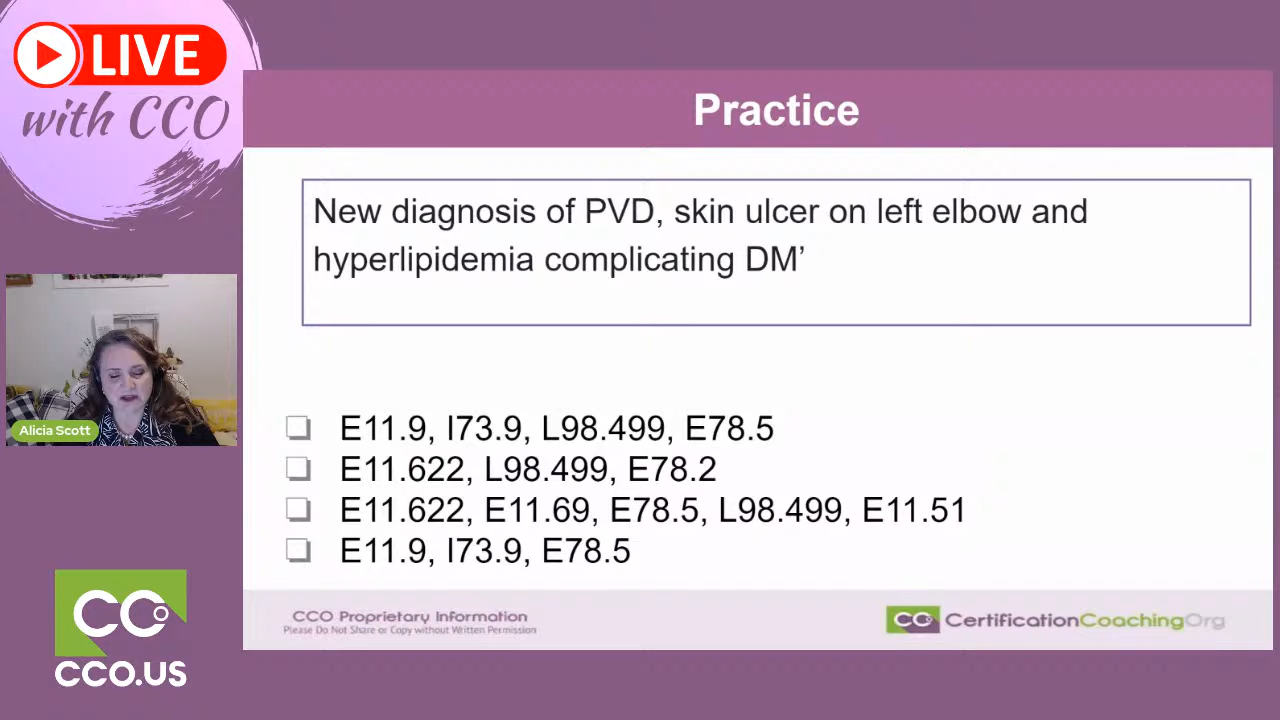 LIVE
with CCO
Practice
New diagnosis of PVD, skin ulcer on left elbow and
hyperlipidemia complicating DM’
Alicia Scott
E11.9, I73.9, L98.499, E78.5
E11.622, L98.499, E78.2
E11.622, E11.69, E78.5, L98.499, E11.51
E11.9, I73.9, E78.5
CCO Proprietary Information
Please Do Not Share or Copy without Written Permission
CCO CertificationCoachingOrg
CCO
CCO.US